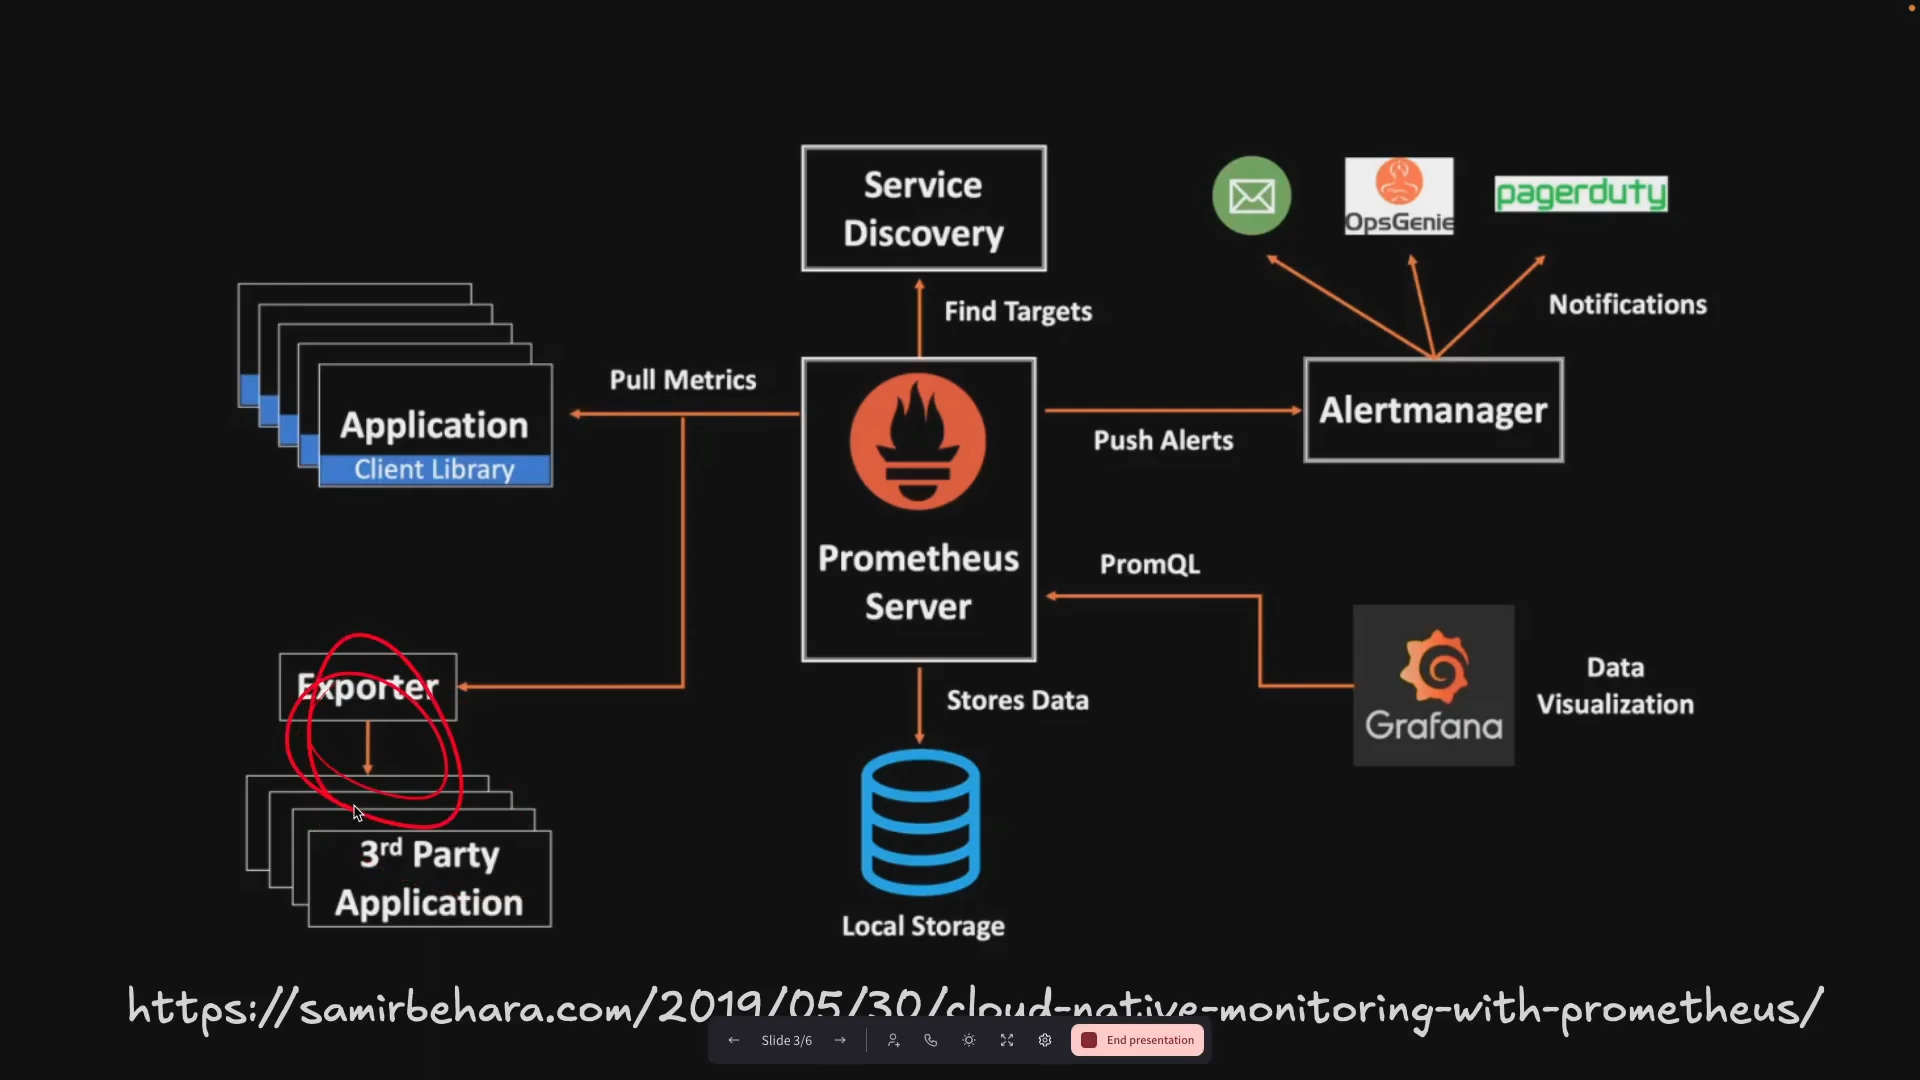 Service
Discovery
OpsGenie
pagerduty
Find Targets
Notifications
Pull Metrics
Application
Client Library
Push Alerts
Alertmanager
Prometheus
Server
PromQL
Exporter
Stores Data
Grafana
Data
Visualization
3rd Party
Application
Local Storage
https://samirbehara.com/2019/05/30/cloud-native-monitoring-with-prometheus/
Slide 3/6
End presentation